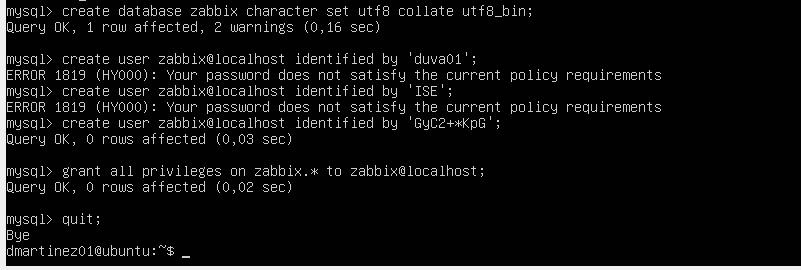 mysql> create database zabbix character set utf8 collate utf8_bin;
Query OK, 1 row affected, 2 warnings (0,16 sec)
mysql> create user zabbix@localhost identified by 'duva01';
ERROR 1819 (HY000): Your password does not satisfy the current policy requirements
mysql> create user zabbix@localhost identified by 'ISE';
ERROR 1819 (HY000): Your password does not satisfy the current policy requirements
mysql> create user zabbix@localhost identified by 'GyC2+*KpG';
Query OK, 0 rows affected (0,03 sec)
mysql> grant all privileges on zabbix.* to zabbix@localhost;
Query OK, 0 rows affected (0,02 sec)
mysql> quit;
Bye
dmartinez01@ubuntu:~$ _